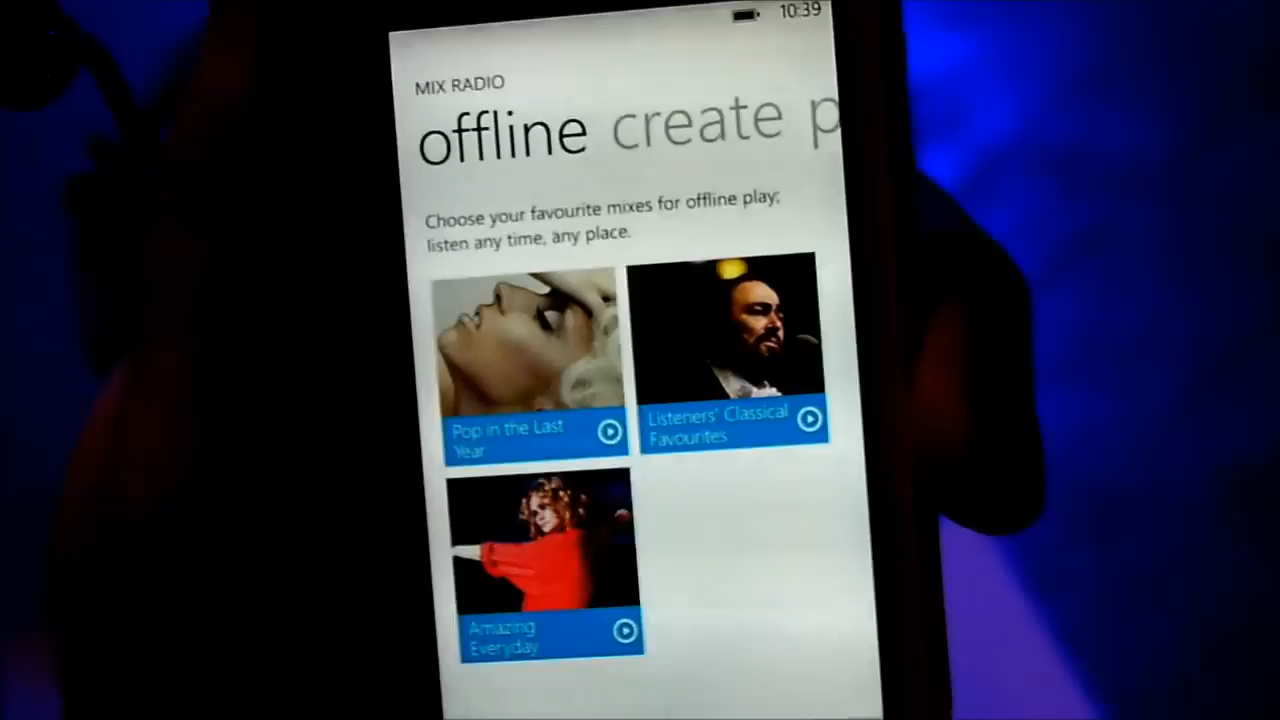 10:39
MIX RADIO
offline create p
Choose your favourite mixes for offline play;
listen any time, any place.
Pop in the Last
Year
Listeners' Classical
Favourites
Amazing
Everyday